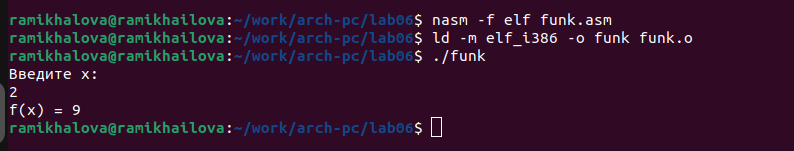 ramikhalova@ramikhailova:~/work/arch-pc/lab06$ nasm -f elf funk.asm
ramikhalova@ramikhailova:~/work/arch-pc/lab06$ ld -m elf_i386 -o funk funk.o
ramikhalova@ramikhailova:~/work/arch-pc/lab06$ ./funk
Введите x:
2
f(x) = 9
ramikhalova@ramikhailova:~/work/arch-pc/lab06$